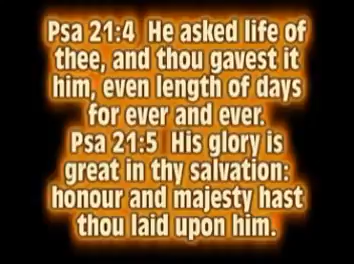 Psa 21:4 He asked life of
thee, and thou gavest it
him, even length of days
for ever and ever.
Psa 21:5 His glory is
great in thy salvation:
honour and majesty hast
thou laid upon him.